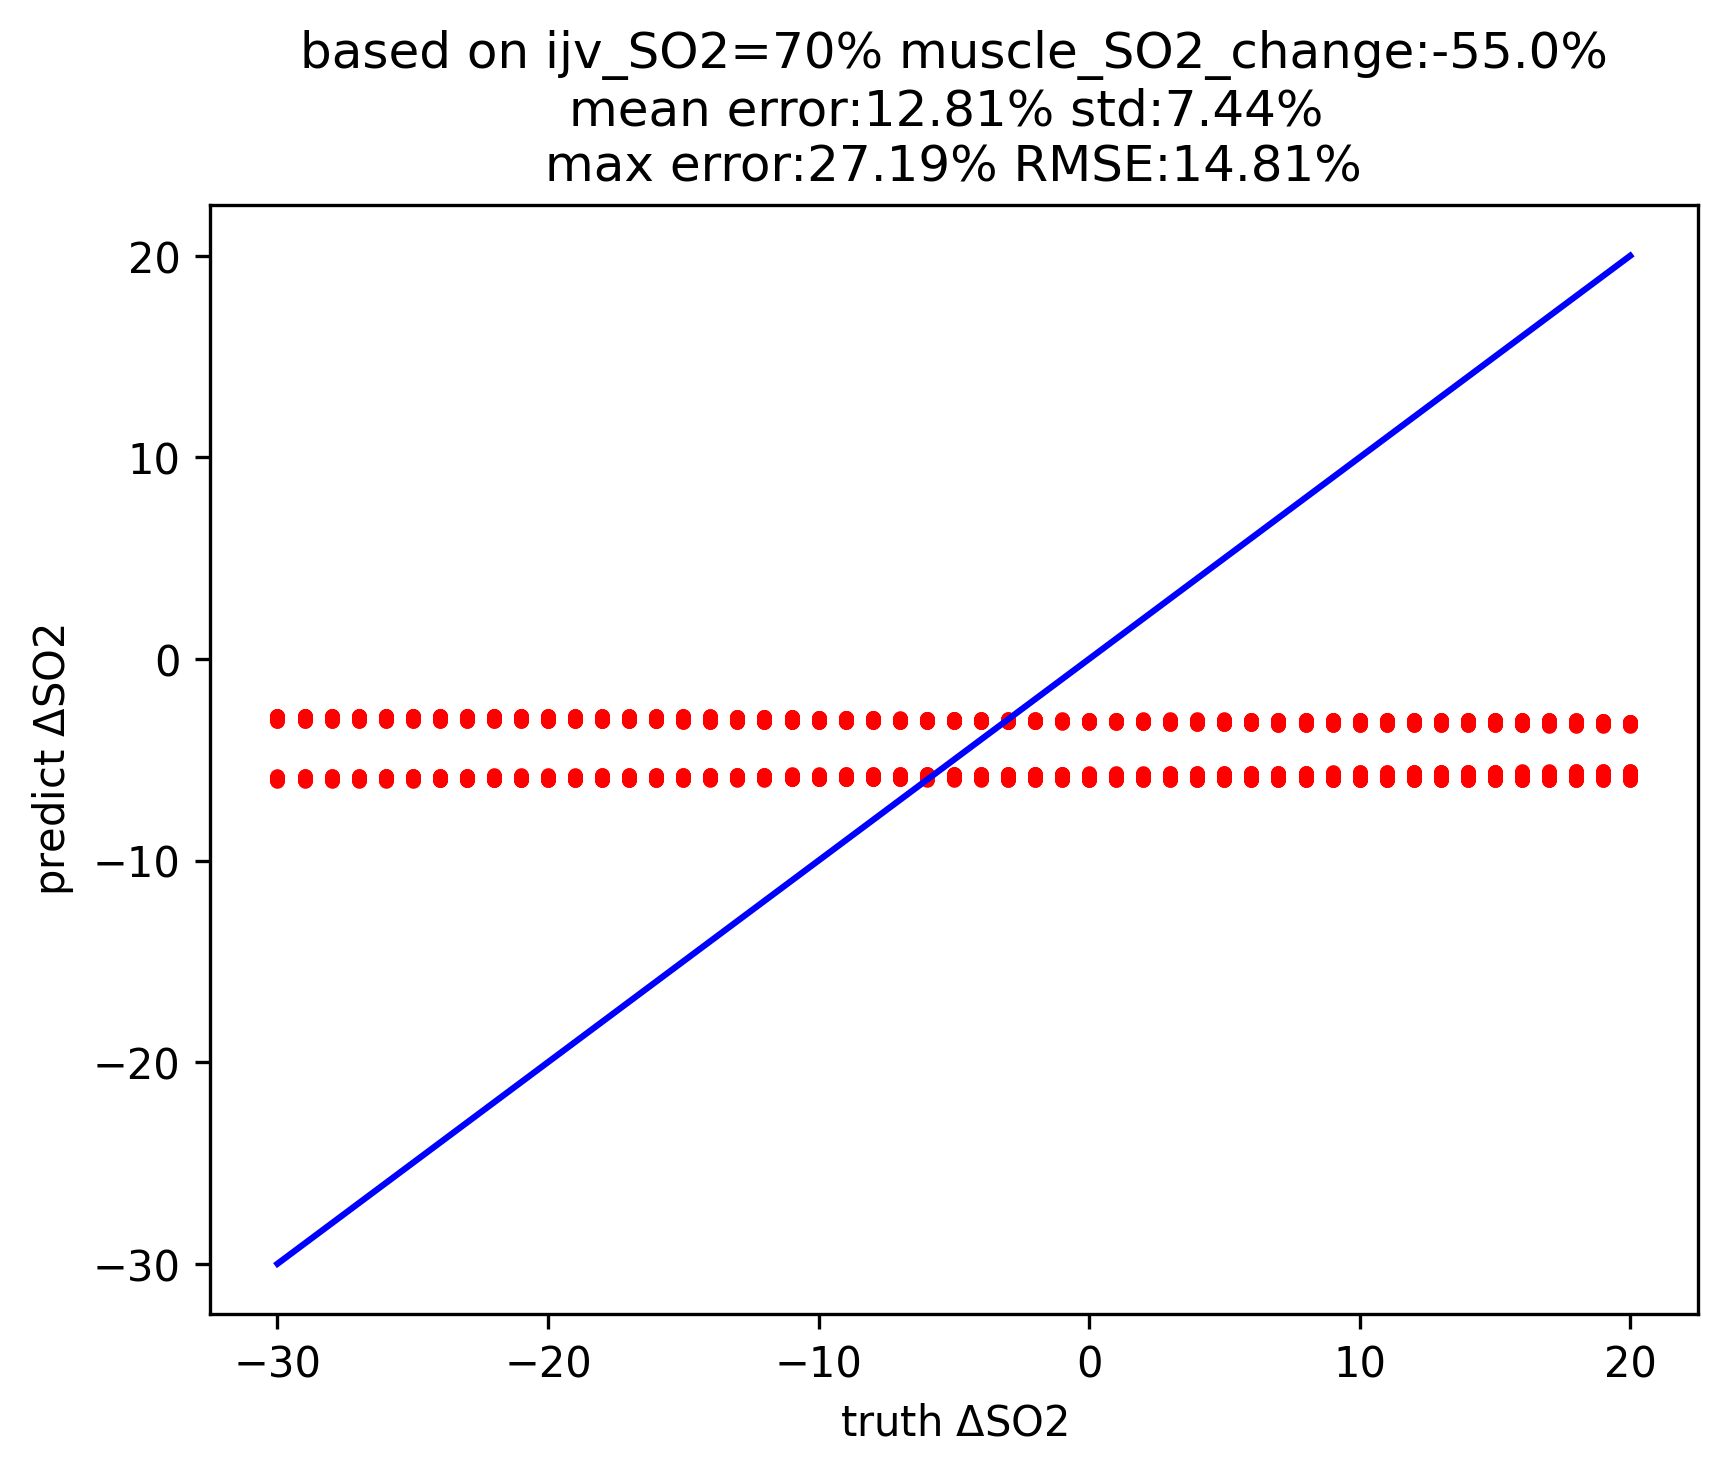 based on ijv_SO2=70% muscle_SO2_change:-55.0%
mean error:12.81% std:7.44%
max error:27.19% RMSE:14.81%
20
10
0
−10
−20
−30
predict ΔSO2
−30 −20 −10 0 10 20
truth ΔSO2